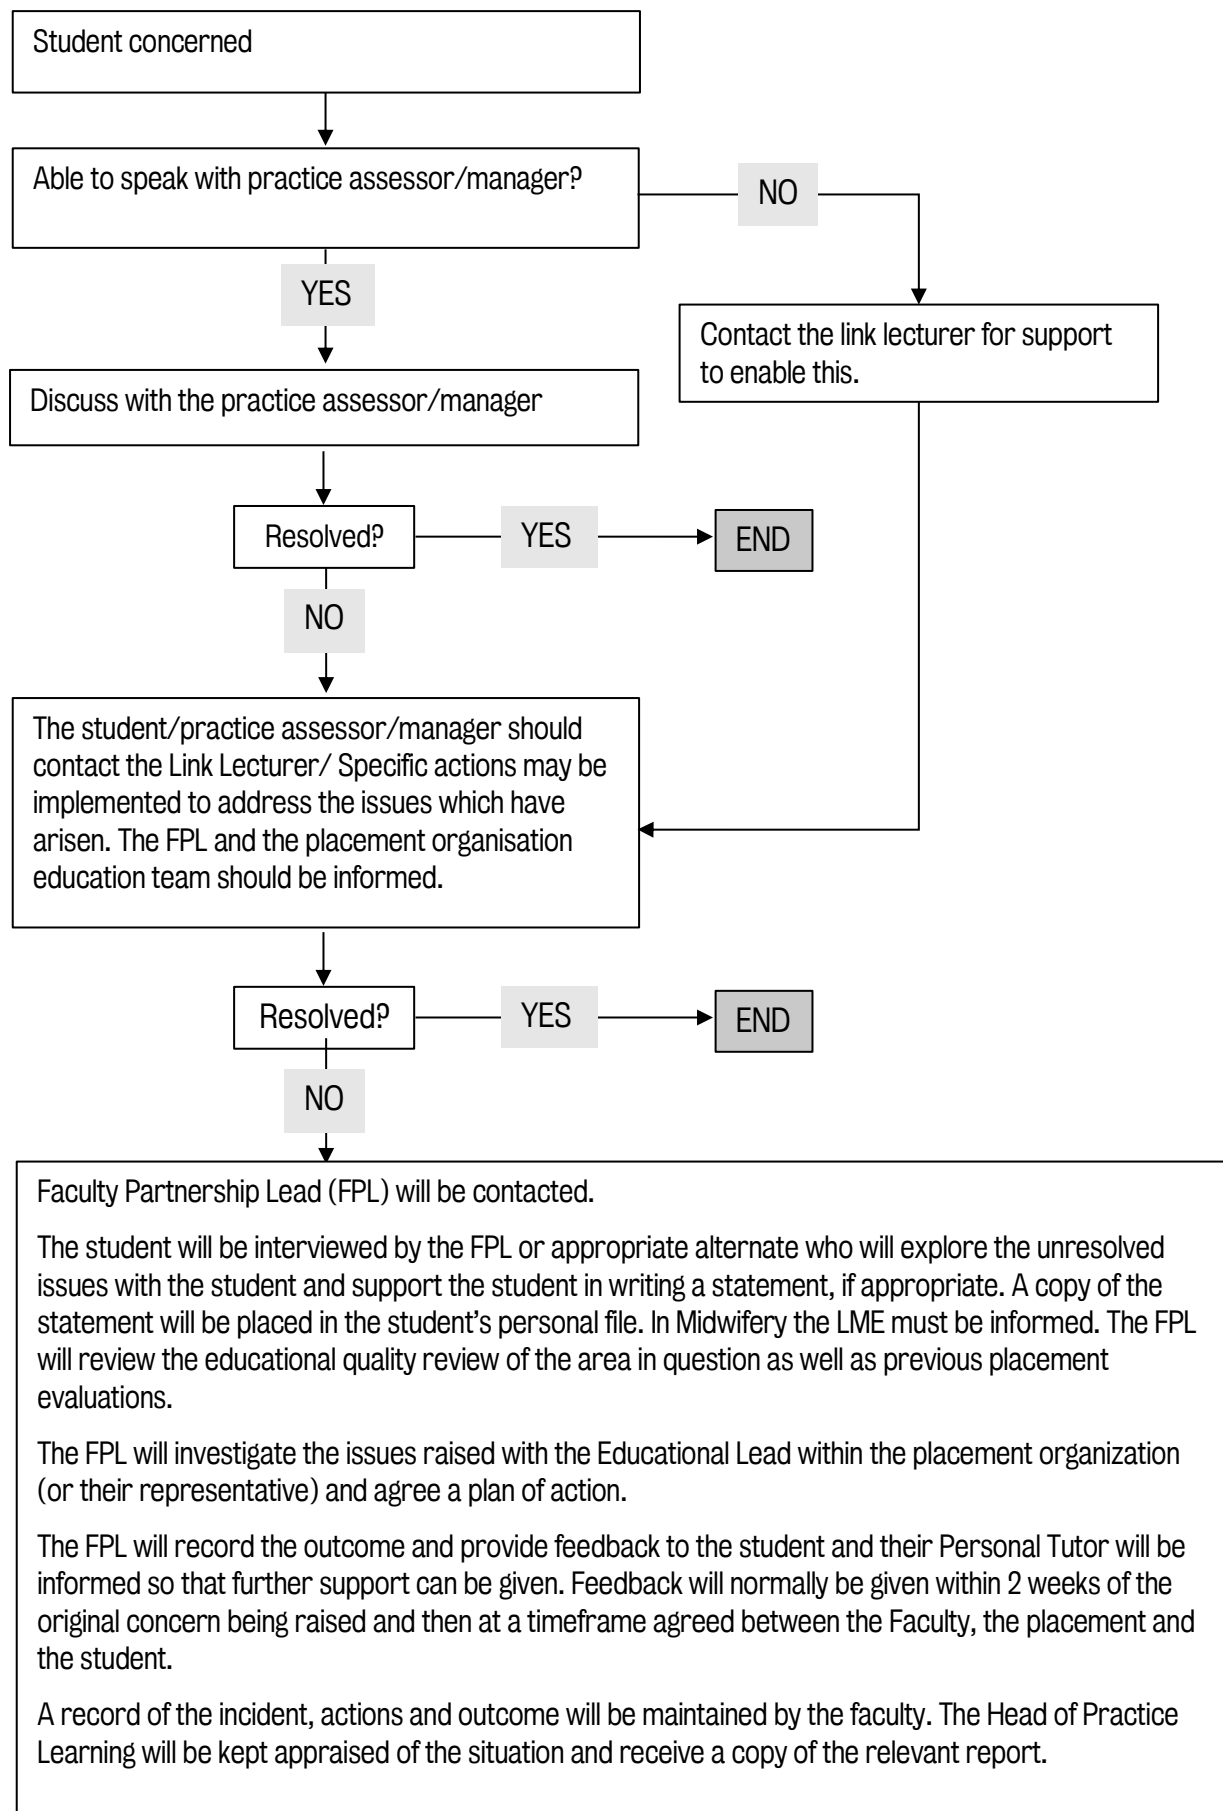 Student concerned
Able to speak with practice assessor/manager?
NO
YES
Contact the link lecturer for support
to enable this.
Discuss with the practice assessor/manager
Resolved?
YES
END
NO
The student/practice assessor/manager should
contact the Link Lecturer/ Specific actions may be
implemented to address the issues which have
arisen. The FPL and the placement organisation
education team should be informed.
Resolved?
YES
END
NO
Faculty Partnership Lead (FPL) will be contacted.
The student will be interviewed by the FPL or appropriate alternate who will explore the unresolved
issues with the student and support the student in writing a statement, if appropriate. A copy of the
statement will be placed in the student’s personal file. In Midwifery the LME must be informed. The FPL
will review the educational quality review of the area in question as well as previous placement
evaluations.
The FPL will investigate the issues raised with the Educational Lead within the placement organization
(or their representative) and agree a plan of action.
The FPL will record the outcome and provide feedback to the student and their Personal Tutor will be
informed so that further support can be given. Feedback will normally be given within 2 weeks of the
original concern being raised and then at a timeframe agreed between the Faculty, the placement and
the student.
A record of the incident, actions and outcome will be maintained by the faculty. The Head of Practice
Learning will be kept appraised of the situation and receive a copy of the relevant report.